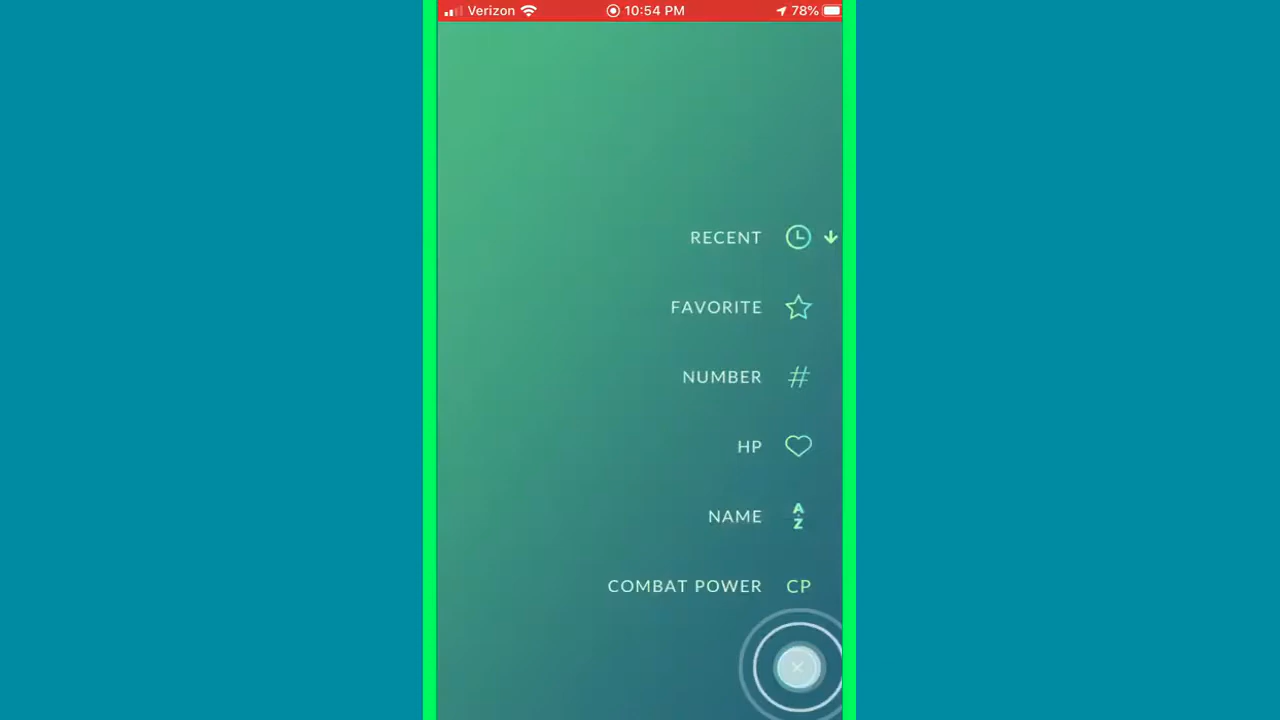 Verizon 10:54 PM 78%
RECENT
FAVORITE
NUMBER #
HP
NAME A Z
COMBAT POWER CP